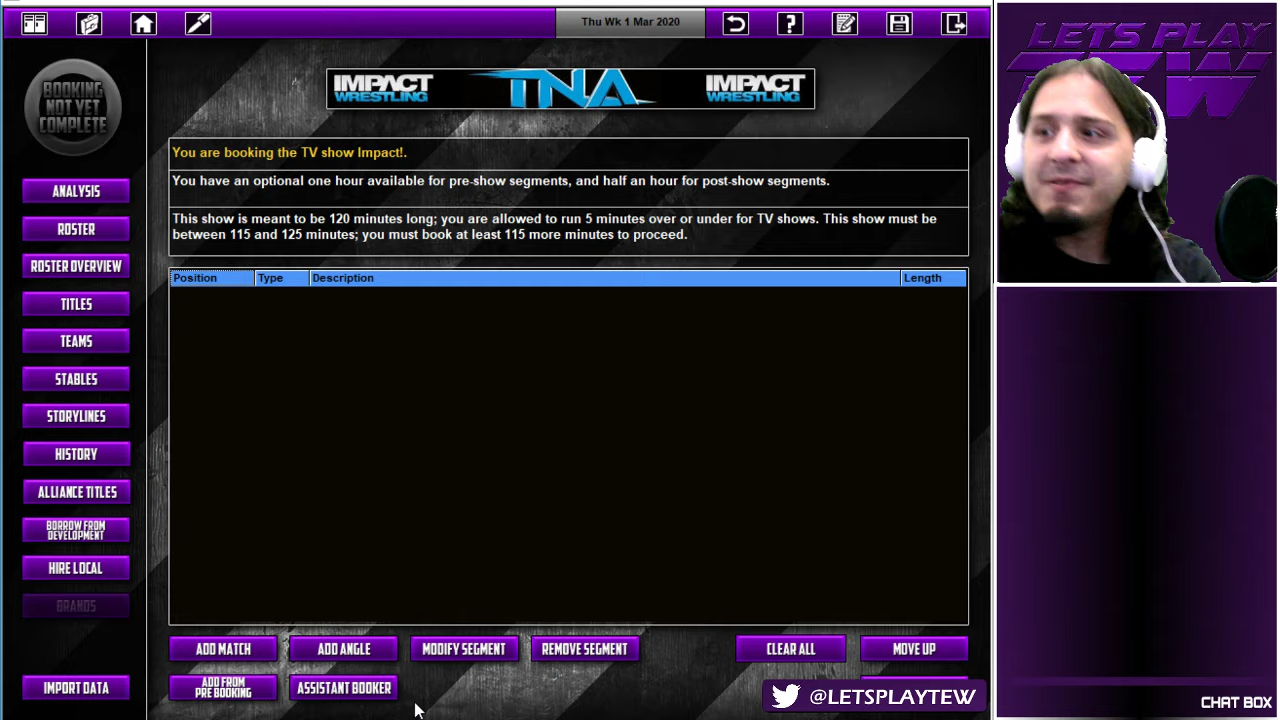 Thu Wk 1 Mar 2020
LETS PLAY
TEW
BOOKING
NOT YET
COMPLETE
IMPACT
WRESTLING
TNA
IMPACT
WRESTLING
You are booking the TV show Impact!.
You have an optional one hour available for pre-show segments, and half an hour for post-show segments.
This show is meant to be 120 minutes long; you are allowed to run 5 minutes over or under for TV shows. This show must be
between 115 and 125 minutes; you must book at least 115 more minutes to proceed.
Position Type Description Length
ANALYSIS
ROSTER
ROSTER OVERVIEW
TITLES
TEAMS
STABLES
STORYLINES
HISTORY
ALLIANCE TITLES
BORROW FROM
DEVELOPMENT
HIRE LOCAL
BRANDS
IMPORT DATA
ADD MATCH
ADD ANGLE
MODIFY SEGMENT
REMOVE SEGMENT
CLEAR ALL
MOVE UP
ADD FROM
PRE BOOKING
ASSISTANT BOOKER
@LETSPLAYTEW
CHAT BOX